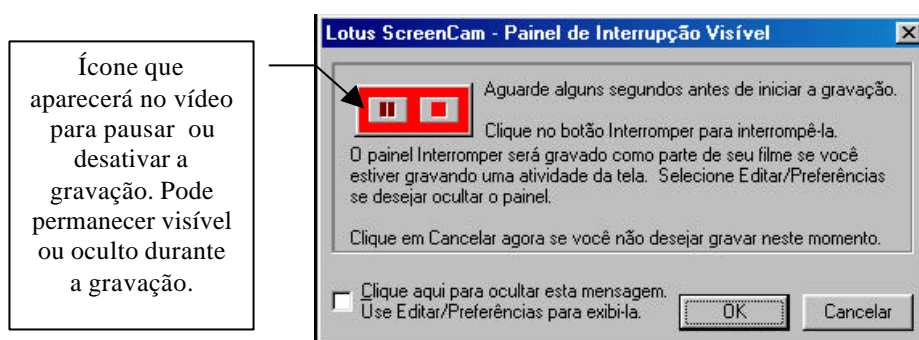 Ícone que
aparecerá no vídeo
para pausar ou
desativar a
gravação. Pode
permanecer visível
ou oculto durante
a gravação.
Lotus ScreenCam - Painel de Interrupção Visível
Aguarde alguns segundos antes de iniciar a gravação.
Clique no botão Interromper para interrompê-la.
O painel Interromper será gravado como parte de seu filme se você
estiver gravando uma atividade da tela. Selecione Editar/Preferências
se desejar ocultar o painel.
Clique em Cancelar agora se você não desejar gravar neste momento.
Clique aqui para ocultar esta mensagem.
Use Editar/Preferências para exibi-la.
OK
Cancelar